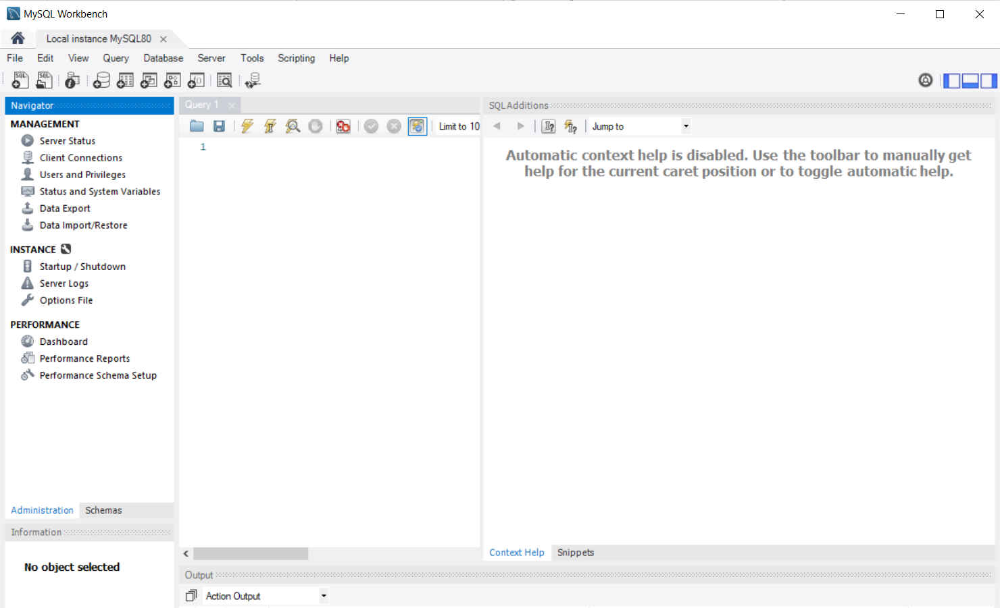 MySQL Workbench
Local instance MySQL80
File Edit View Query Database Server Tools Scripting Help
SQL SQL
Navigator
MANAGEMENT
Server Status
Client Connections
Users and Privileges
Status and System Variables
Data Export
Data Import/Restore
INSTANCE
Startup / Shutdown
Server Logs
Options File
PERFORMANCE
Dashboard
Performance Reports
Performance Schema Setup
Administration Schemas
Information
No object selected
Query 1
Limit to 10
1
SQLAdditions
Jump to
Automatic context help is disabled. Use the toolbar to manually get
help for the current caret position or to toggle automatic help.
Context Help Snippets
Output
Action Output